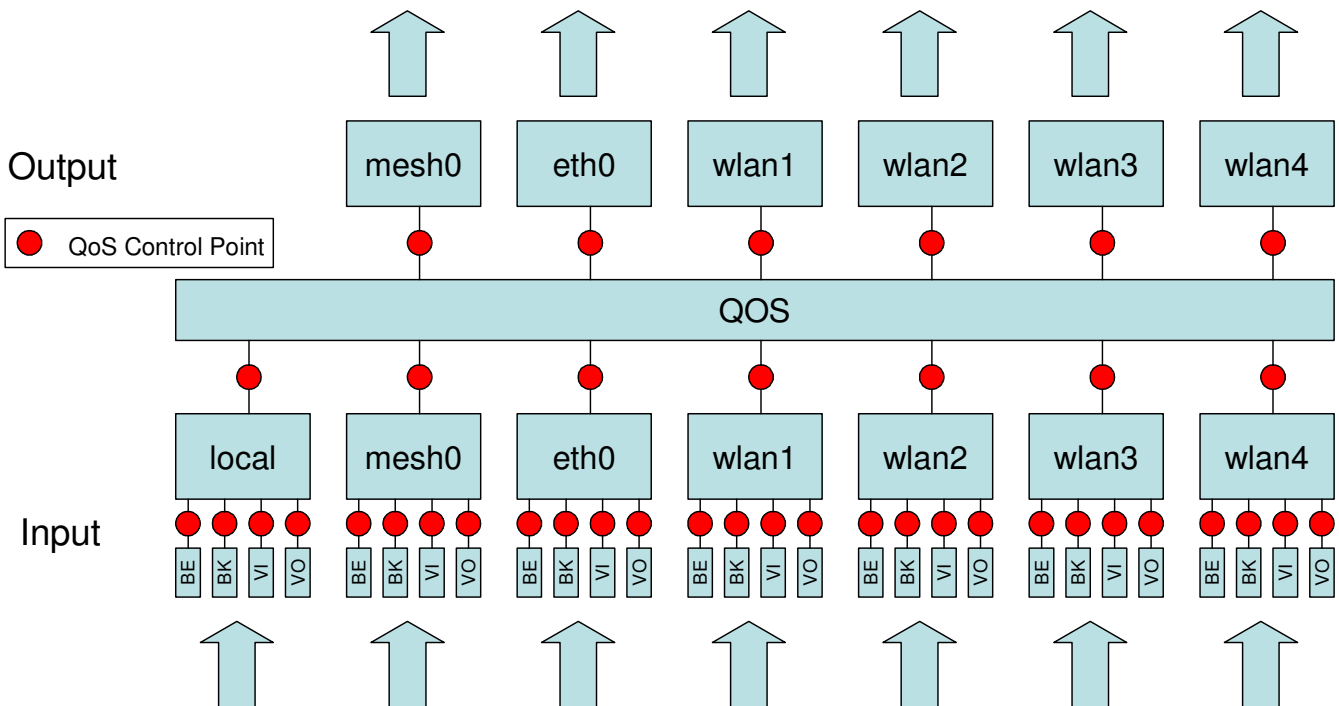 Output
mesh0 eth0 wlan1 wlan2 wlan3 wlan4
QoS Control Point
QOS
local mesh0 eth0 wlan1 wlan2 wlan3 wlan4
Input
BE BK VI VO BE BK VI VO BE BK VI VO BE BK VI VO BE BK VI VO BE BK VI VO BE BK VI VO